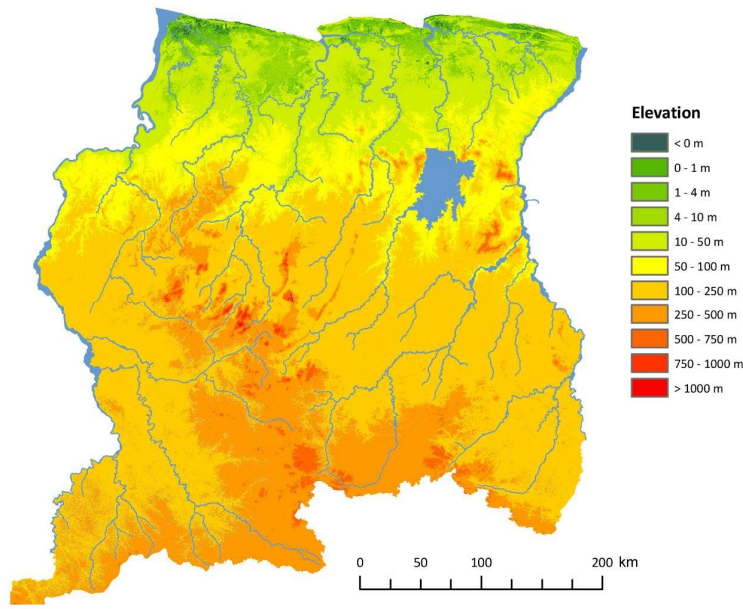 Elevation
< 0 m
0 - 1 m
1 - 4 m
4 - 10 m
10 - 50 m
50 - 100 m
100 - 250 m
250 - 500 m
500 - 750 m
750 - 1000 m
> 1000 m
0 50 100 200 km